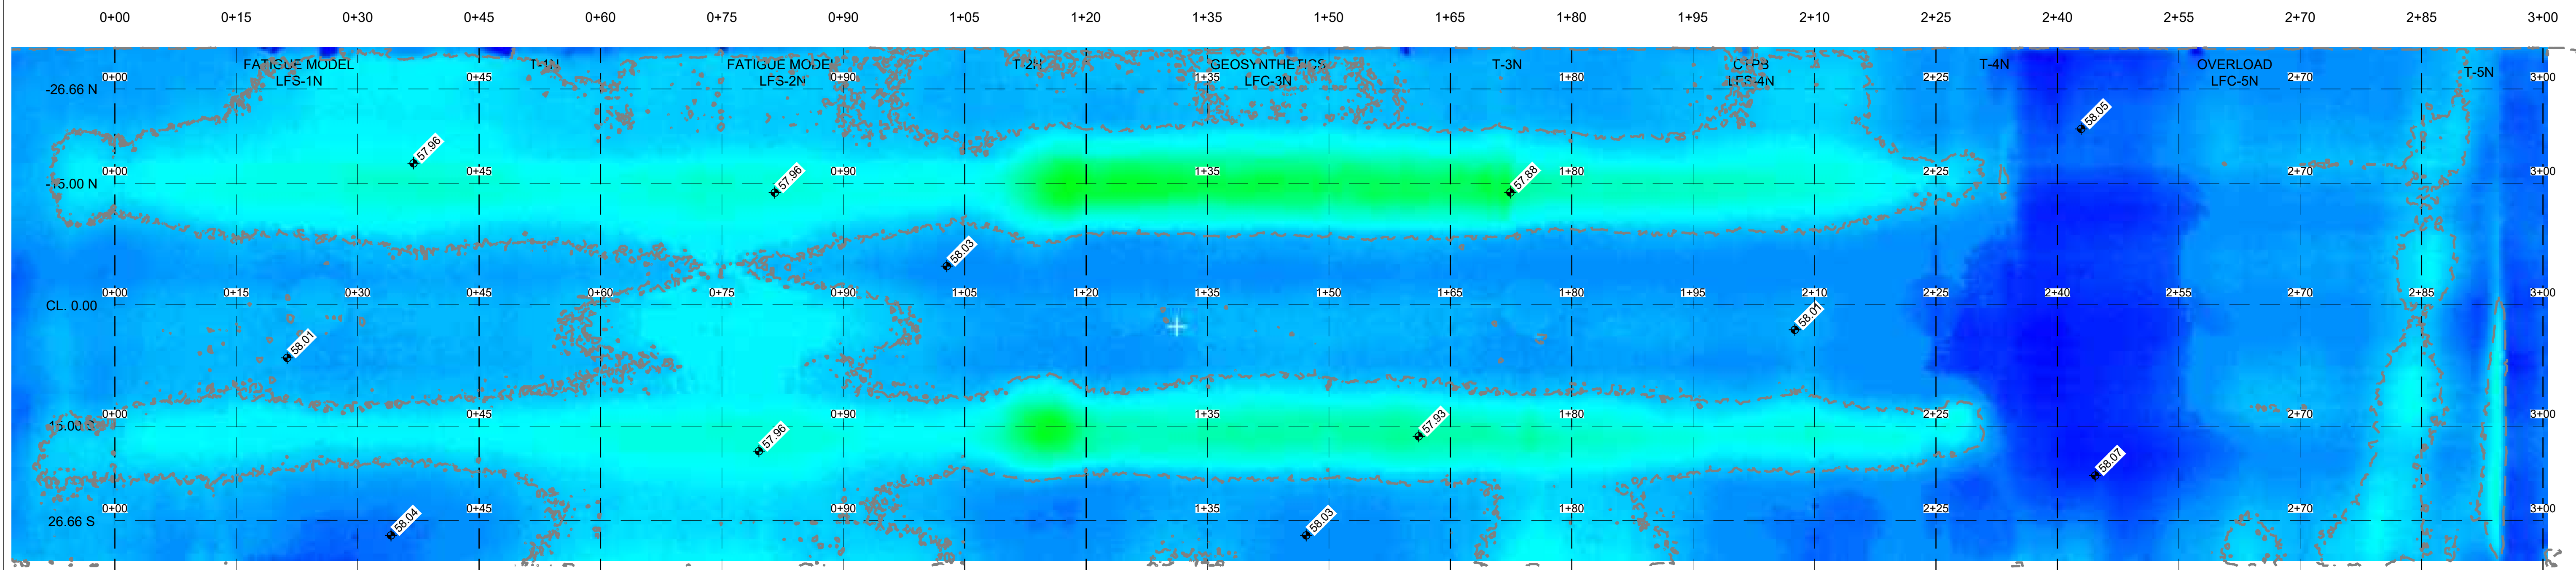 0+00 0+15 0+30 0+45 0+60 0+75 0+90 1+05 1+20 1+35 1+50 1+65 1+80 1+95 2+10 2+25 2+40 2+55 2+70 2+85 3+00
FATIGUE MODEL T-1N FATIGUE MODEL T-2N GEOSYNTHETICS T-3N CTPB T-4N OVERLOAD T-5N
LFS-1N LFS-2N LFC-3N LFS-4N LFC-5N
0+00 0+45 0+90 1+35 1+80 2+25 2+70 3+00
-26.66 N
58.05
57.96
57.96
57.88
0+00 0+45 0+90 1+35 1+80 2+25 2+70 3+00
-15.00 N
58.03
0+00 0+15 0+30 0+45 0+60 0+75 0+90 1+05 1+20 1+35 1+50 1+65 1+80 1+95 2+10 2+25 2+40 2+55 2+70 2+85 3+00
CL. 0.00
58.01
58.01
0+00 0+45 0+90 1+35 1+80 2+25 2+70 3+00
15.00 S
57.96
57.93
58.07
0+00 0+45 0+90 1+35 1+80 2+25 2+70 3+00
26.66 S
58.04
58.03